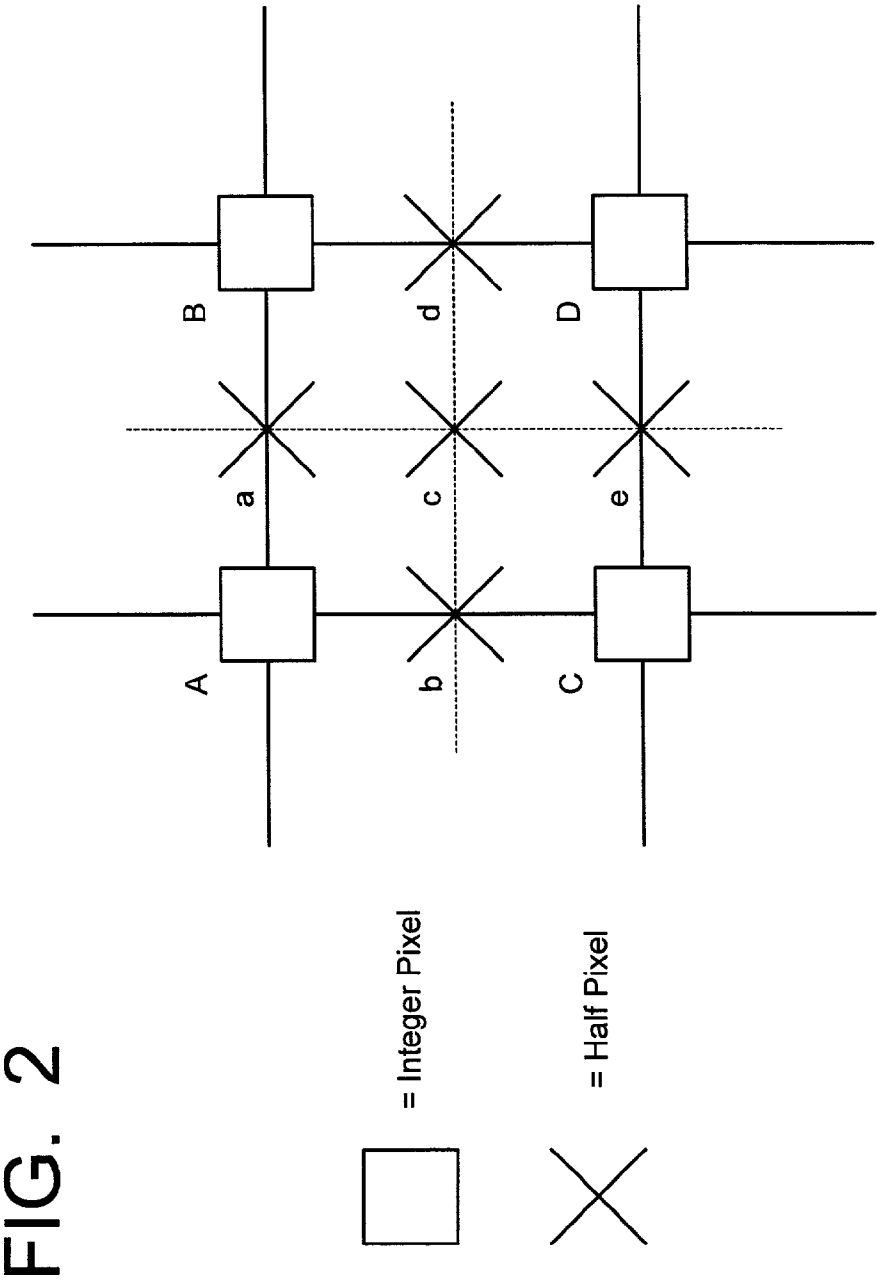 FIG. 2
= Integer Pixel
= Half Pixel
A
a
B
b
c
d
C
e
D